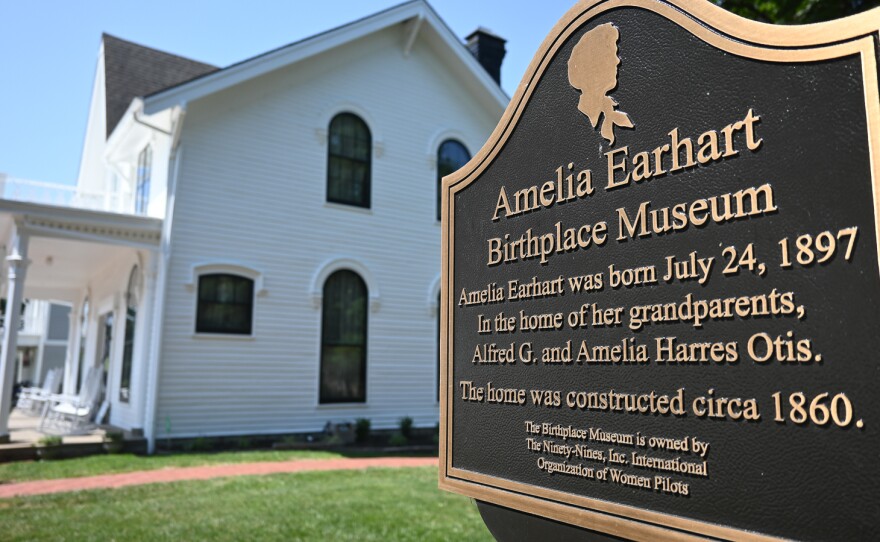 Amelia Earhart
Birthplace Museum
Amelia Earhart was born July 24, 1897
In the home of her grandparents,
Alfred G. and Amelia Harres Otis.
The home was constructed circa 1860.
The Birthplace Museum is owned by
The Ninety-Nines, Inc. International
Organization of Women Pilots